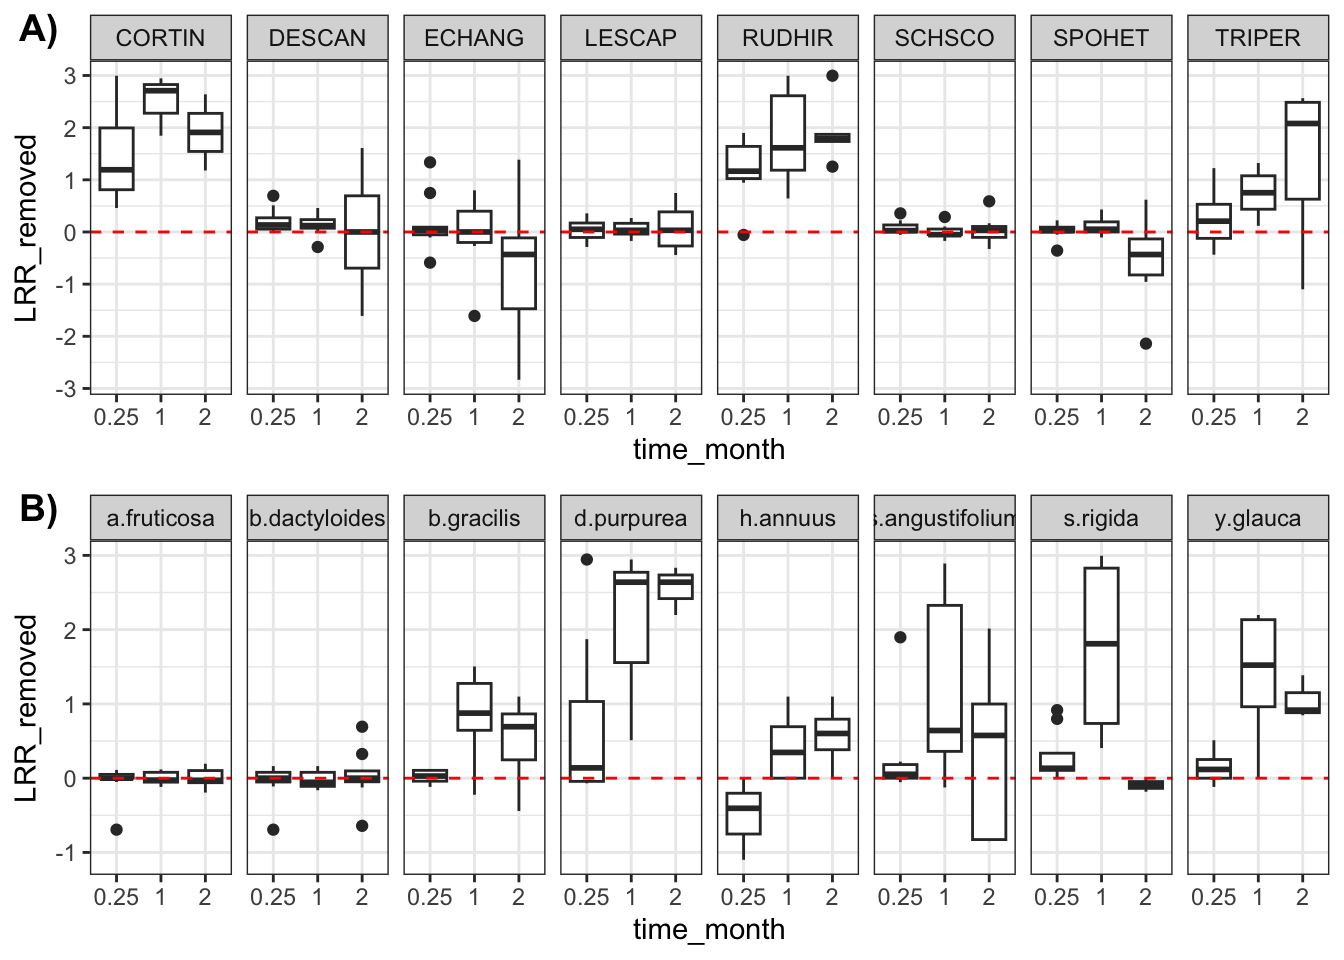 A)
CORTIN DESCAN ECHANG LESCAP RUDHIR SCHSCO SPOHET TRIPER
LRR_removed
3
2
1
0
-1
-2
-3
0.25 1 2 0.25 1 2 0.25 1 2 0.25 1 2 0.25 1 2 0.25 1 2 0.25 1 2 0.25 1 2
time_month
B)
a.fruticosa b.dactyloides b.gracilis d.purpurea h.annuus s.angustifolium s.rigida y.glauca
LRR_removed
3
2
1
0
-1
0.25 1 2 0.25 1 2 0.25 1 2 0.25 1 2 0.25 1 2 0.25 1 2 0.25 1 2 0.25 1 2
time_month